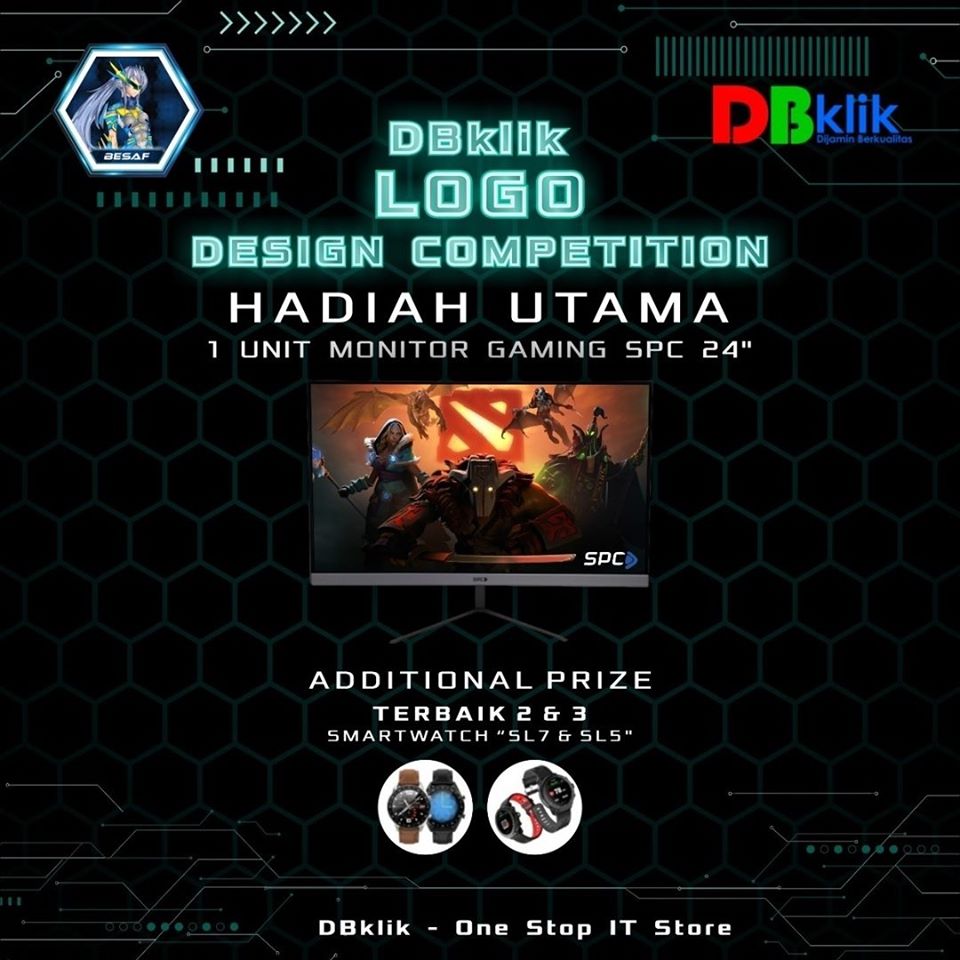 BESAF
DBklik
Dijamin Berkualitas
DBklik
LOGO
DESIGN COMPETITION
HADIAH UTAMA
1 UNIT MONITOR GAMING SPC 24"
SPC
SPC
ADDITIONAL PRIZE
TERBAIK 2 & 3
SMARTWATCH “SL7 & SL5"
DBklik - One Stop IT Store